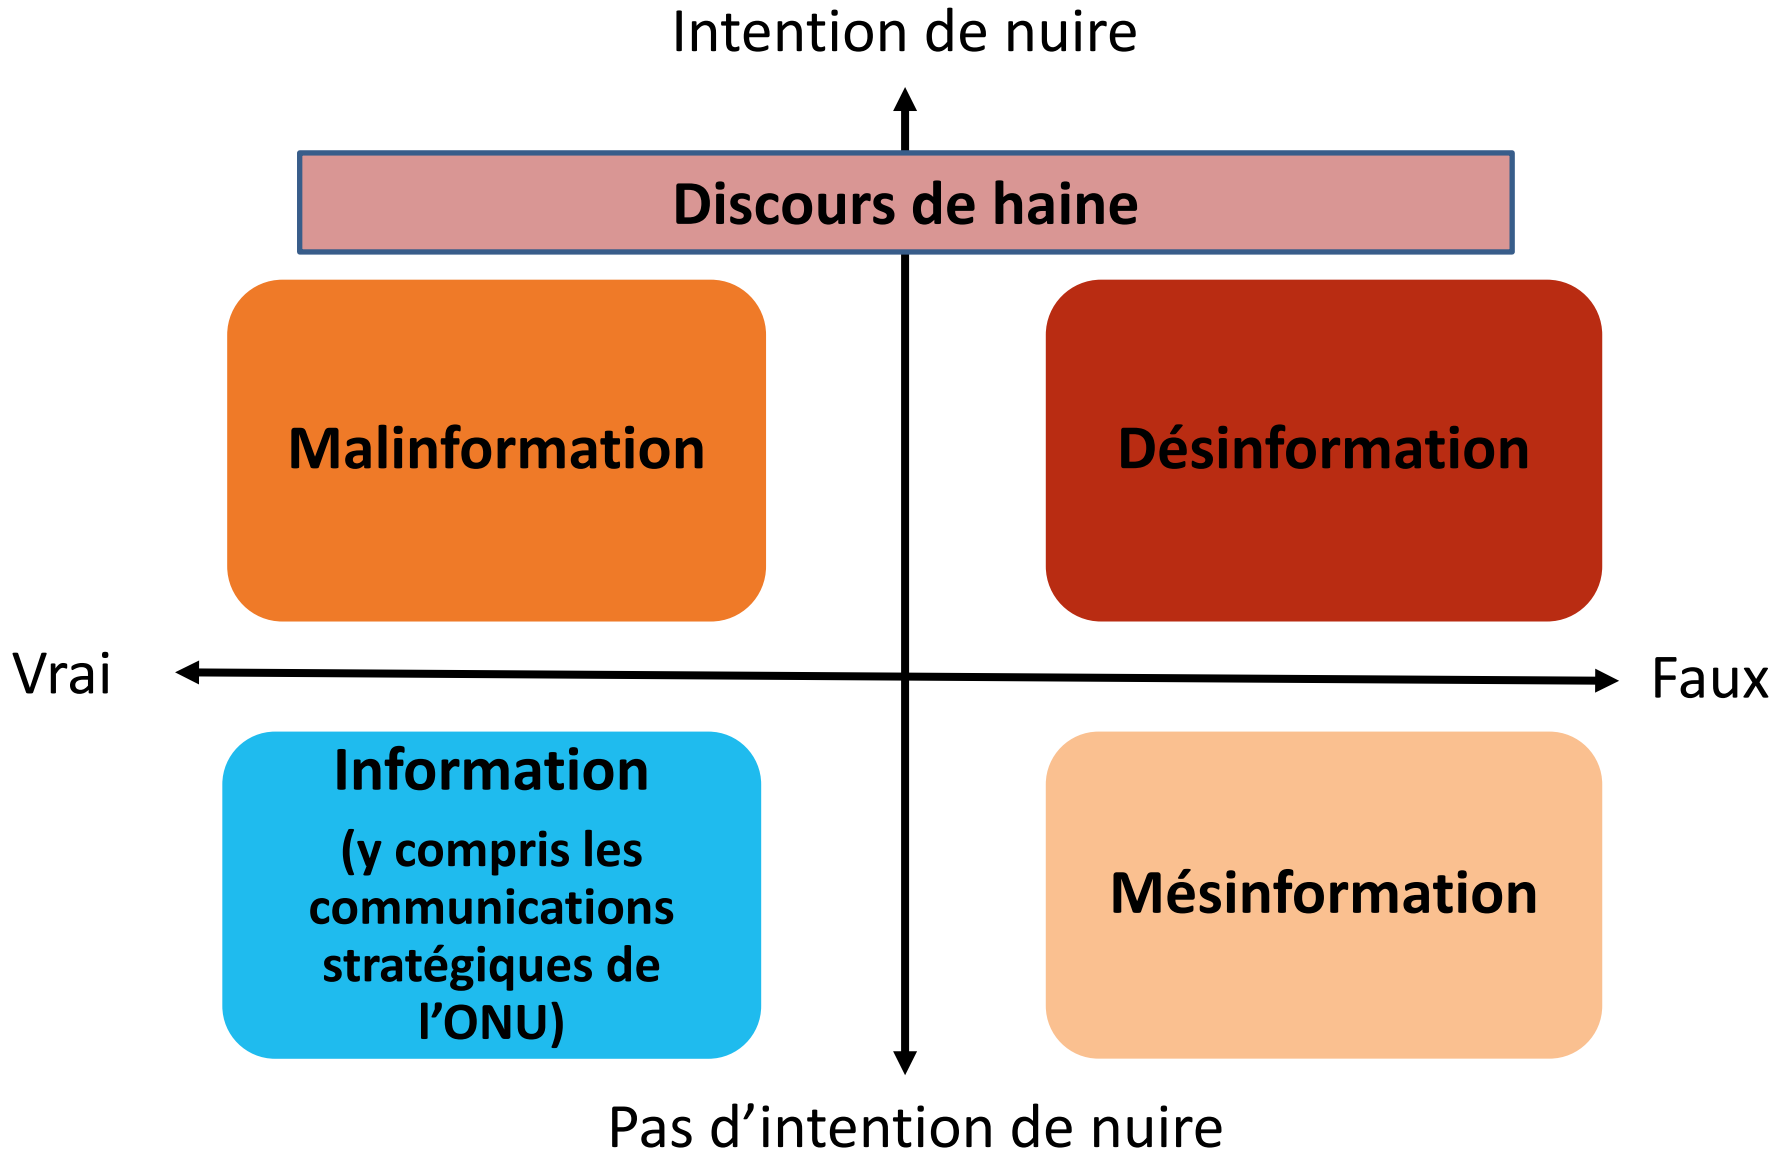 Intention de nuire
Discours de haine
Malinformation
Désinformation
Vrai
Faux
Information
(y compris les
communications
stratégiques de
l’ONU)
Mésinformation
Pas d’intention de nuire